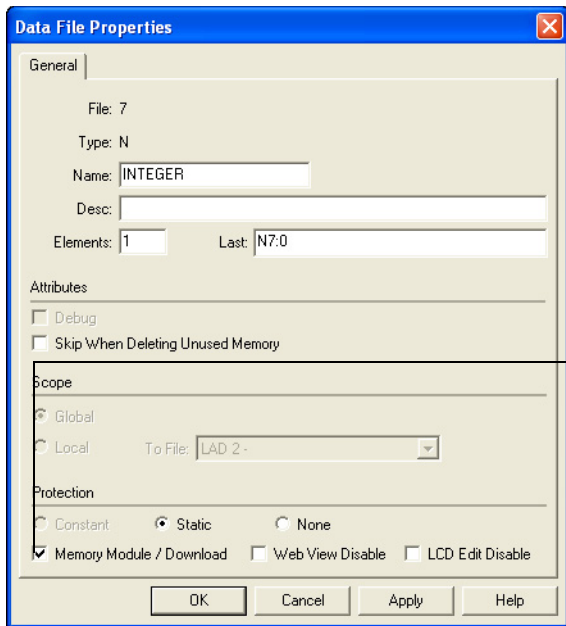 Data File Properties
General
File: 7
Type: N
Name: INTEGER
Desc:
Elements: 1 Last: N7:0
Attributes
Debug
Skip When Deleting Unused Memory
Scope
Global
Local To File: LAD 2 -
Protection
Constant Static None
Memory Module / Download Web View Disable LCD Edit Disable
OK Cancel Apply Help